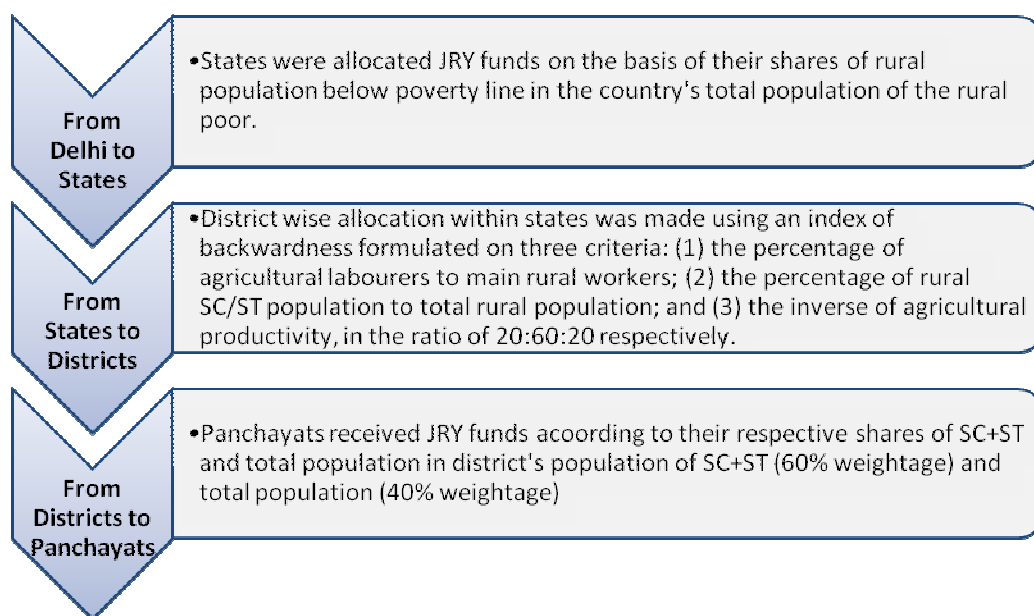 From
Delhi to
States
•States were allocated JRY funds on the basis of their shares of rural
population below poverty line in the country's total population of the rural
poor.
From
States to
Districts
•District wise allocation within states was made using an index of
backwardness formulated on three criteria: (1) the percentage of
agricultural labourers to main rural workers; (2) the percentage of rural
SC/ST population to total rural population; and (3) the inverse of agricultural
productivity, in the ratio of 20:60:20 respectively.
From
Districts to
Panchayats
•Panchayats received JRY funds acoording to their respective shares of SC+ST
and total population in district's population of SC+ST (60% weightage) and
total population (40% weightage)